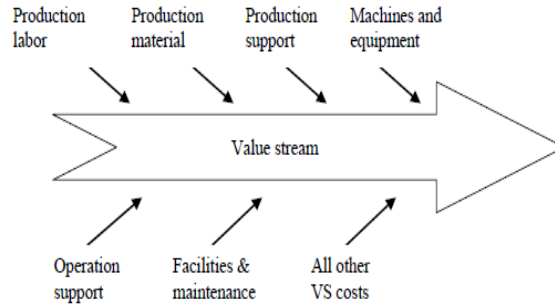 Production labor
Production material
Production support
Machines and equipment
Value stream
Operation support
Facilities & maintenance
All other VS costs